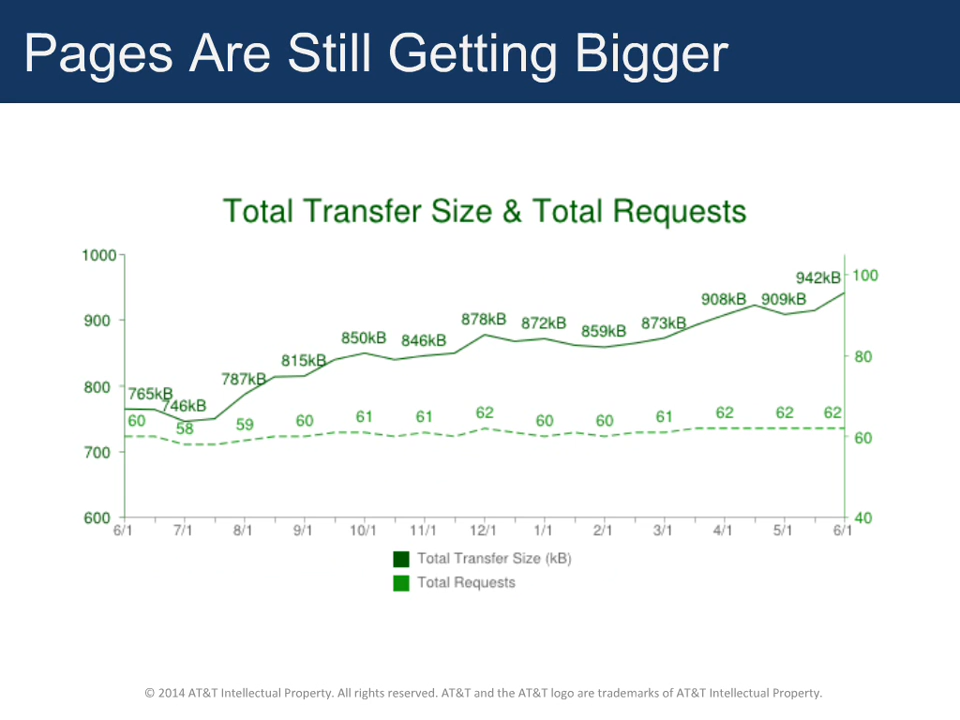 Pages Are Still Getting Bigger
Total Transfer Size & Total Requests
1000
900
800
700
600
100
80
60
40
765kB
746kB
787kB
815kB
850kB
846kB
878kB
872kB
859kB
873kB
908kB
909kB
942kB
60
58
59
60
61
61
62
60
60
61
62
62
62
6/1 7/1 8/1 9/1 10/1 11/1 12/1 1/1 2/1 3/1 4/1 5/1 6/1
Total Transfer Size (kB)
Total Requests
© 2014 AT&T Intellectual Property. All rights reserved. AT&T and the AT&T logo are trademarks of AT&T Intellectual Property.